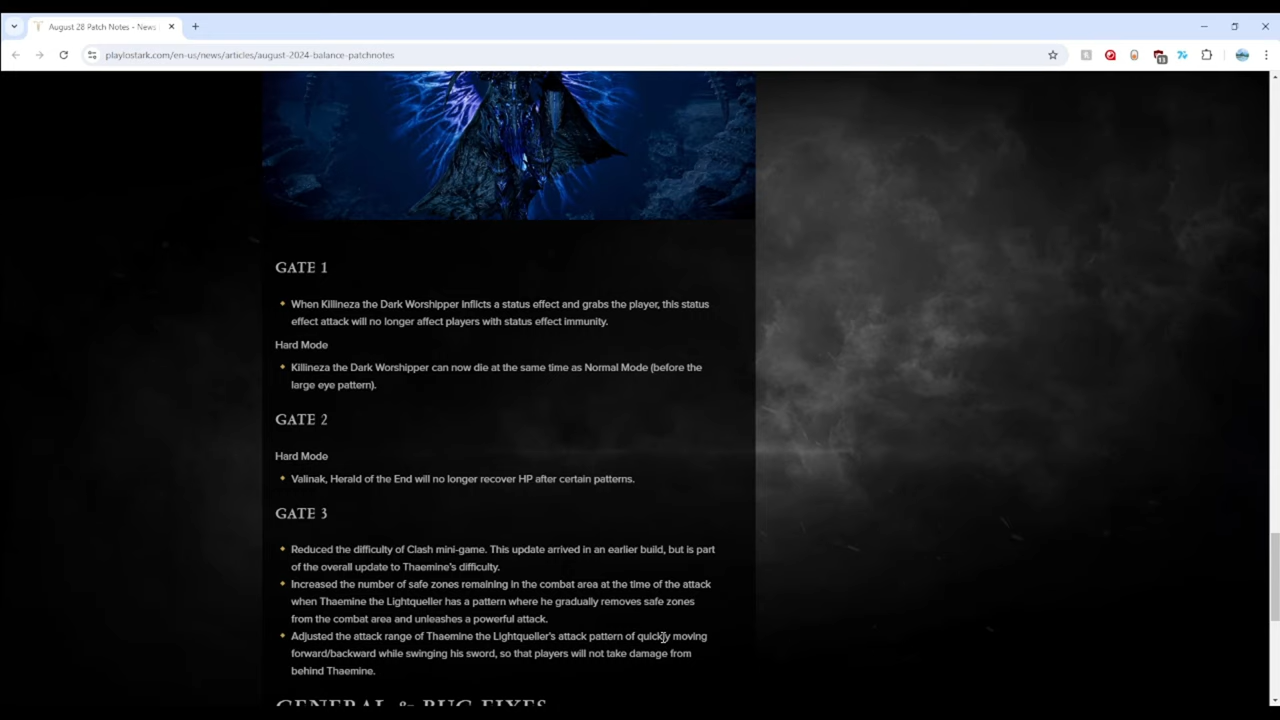 August 28 Patch Notes - News
playlostark.com/en-us/news/articles/august-2024-balance-patchnotes
GATE 1
When Killineza the Dark Worshipper inflicts a status effect and grabs the player, this status
effect attack will no longer affect players with status effect immunity.
Hard Mode
Killineza the Dark Worshipper can now die at the same time as Normal Mode (before the
large eye pattern).
GATE 2
Hard Mode
Valinak, Herald of the End will no longer recover HP after certain patterns.
GATE 3
Reduced the difficulty of Clash mini-game. This update arrived in an earlier build, but is part
of the overall update to Thaemine's difficulty.
Increased the number of safe zones remaining in the combat area at the time of the attack
when Thaemine the Lightqueller has a pattern where he gradually removes safe zones
from the combat area and unleashes a powerful attack.
Adjusted the attack range of Thaemine the Lightqueller's attack pattern of quickly moving
forward/backward while swinging his sword, so that players will not take damage from
behind Thaemine.
GENERAL & BUG FIXES